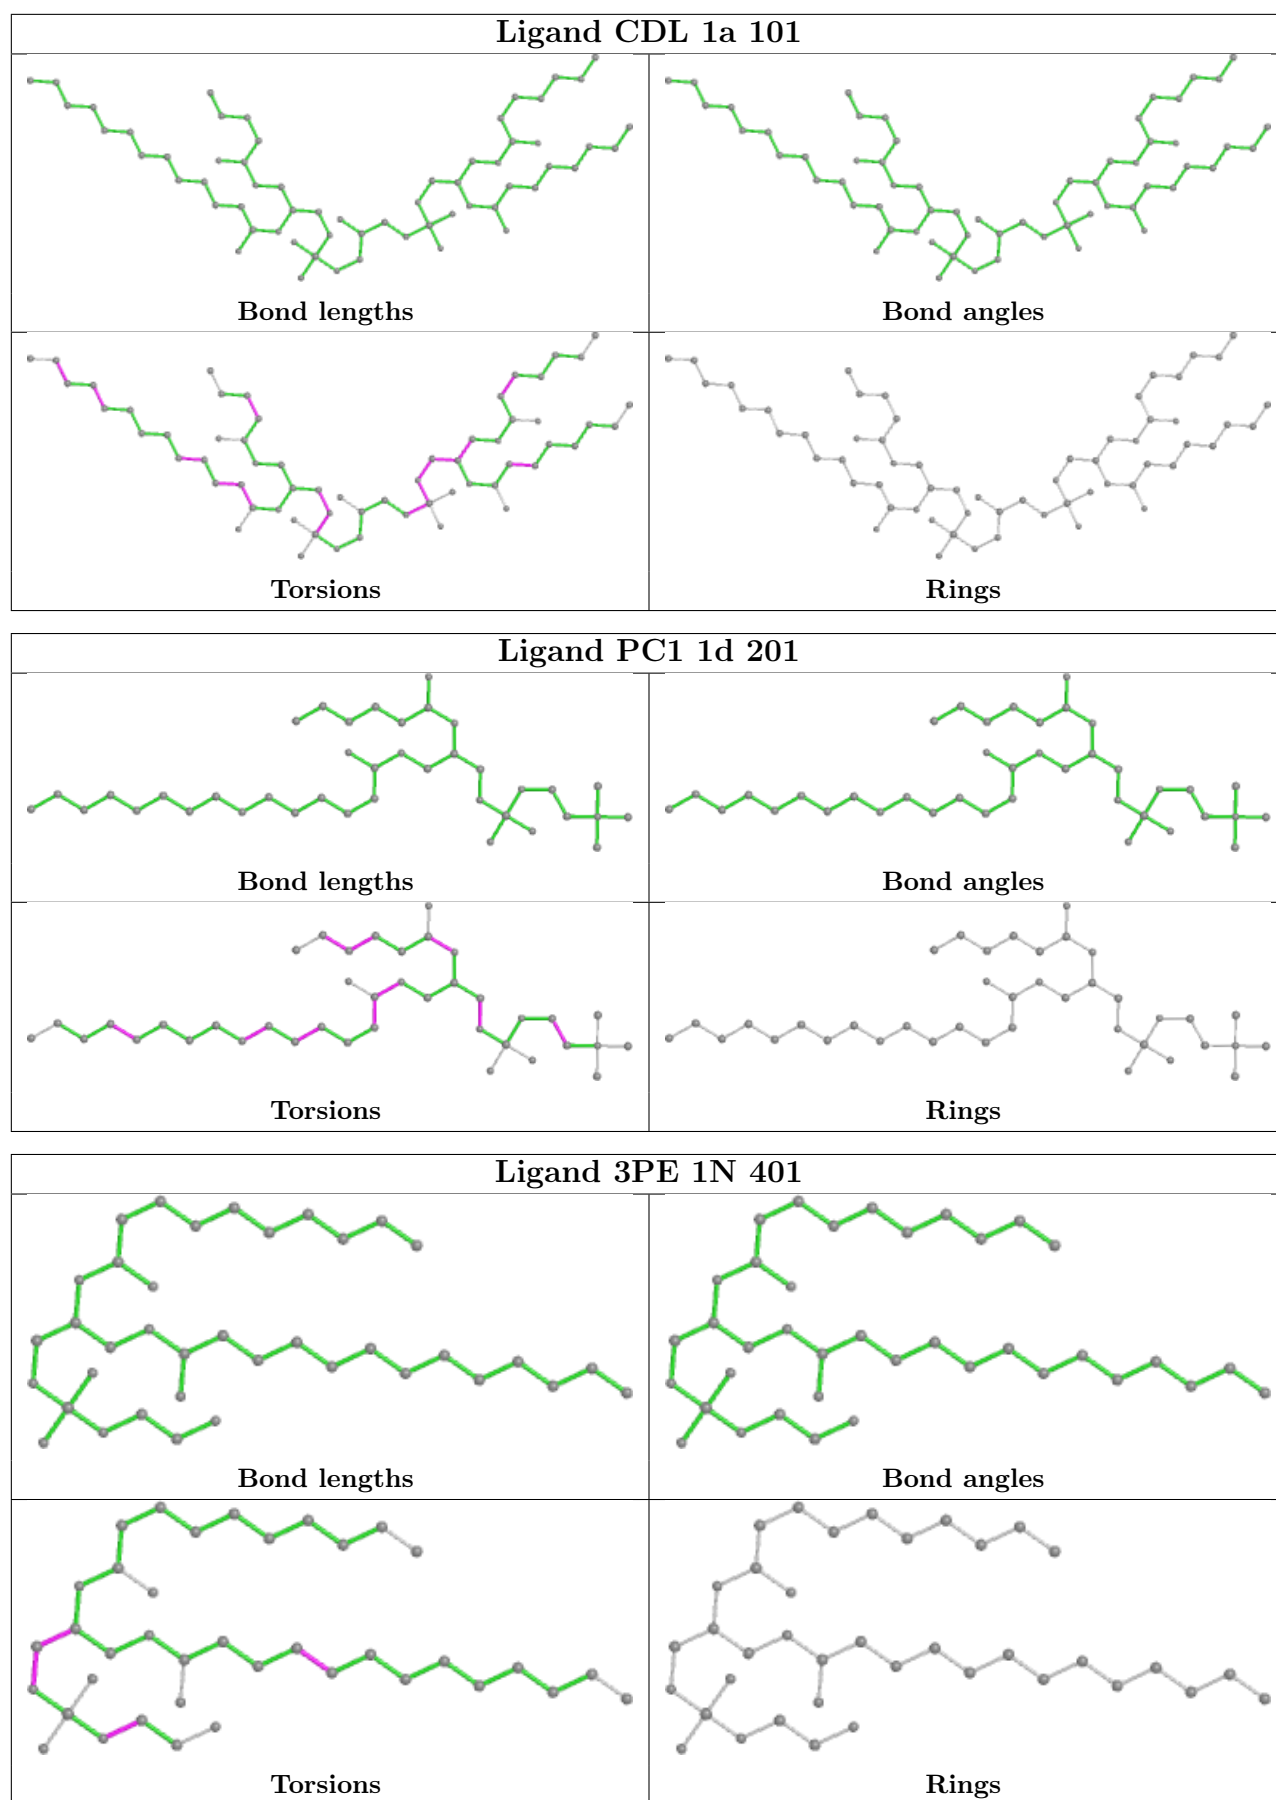 Ligand CDL 1a 101
Bond lengths
Bond angles
Torsions
Rings
Ligand PC1 1d 201
Bond lengths
Bond angles
Torsions
Rings
Ligand 3PE 1N 401
Bond lengths
Bond angles
Torsions
Rings